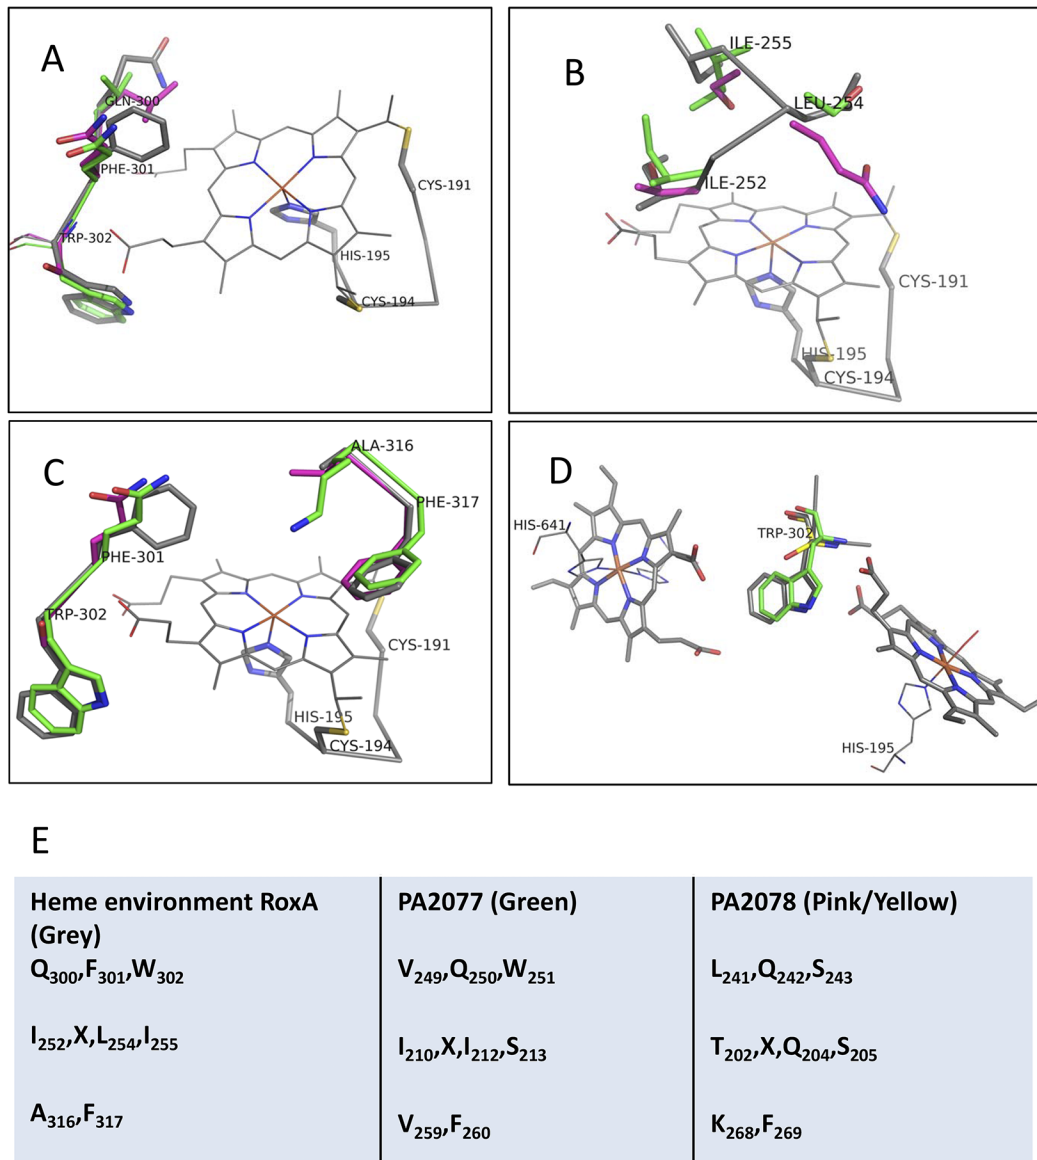 A
GLN-300
PHE-301
TRP-302
CYS-191
HIS-195
CYS-194
B
ILE-255
LEU-254
ILE-252
CYS-191
HIS-195
CYS-194
C
ALA-316
PHE-317
PHE-301
TRP-302
CYS-191
HIS-195
CYS-194
D
HIS-641
TRP-302
HIS-195
E
Heme environment RoxA
(Grey)
Q300,F301,W302
I252,X,L254,I255
A316,F317
PA2077 (Green)
V249,Q250,W251
I210,X,I212,S213
V259,F260
PA2078 (Pink/Yellow)
L241,Q242,S243
T202,X,Q204,S205
K268,F269